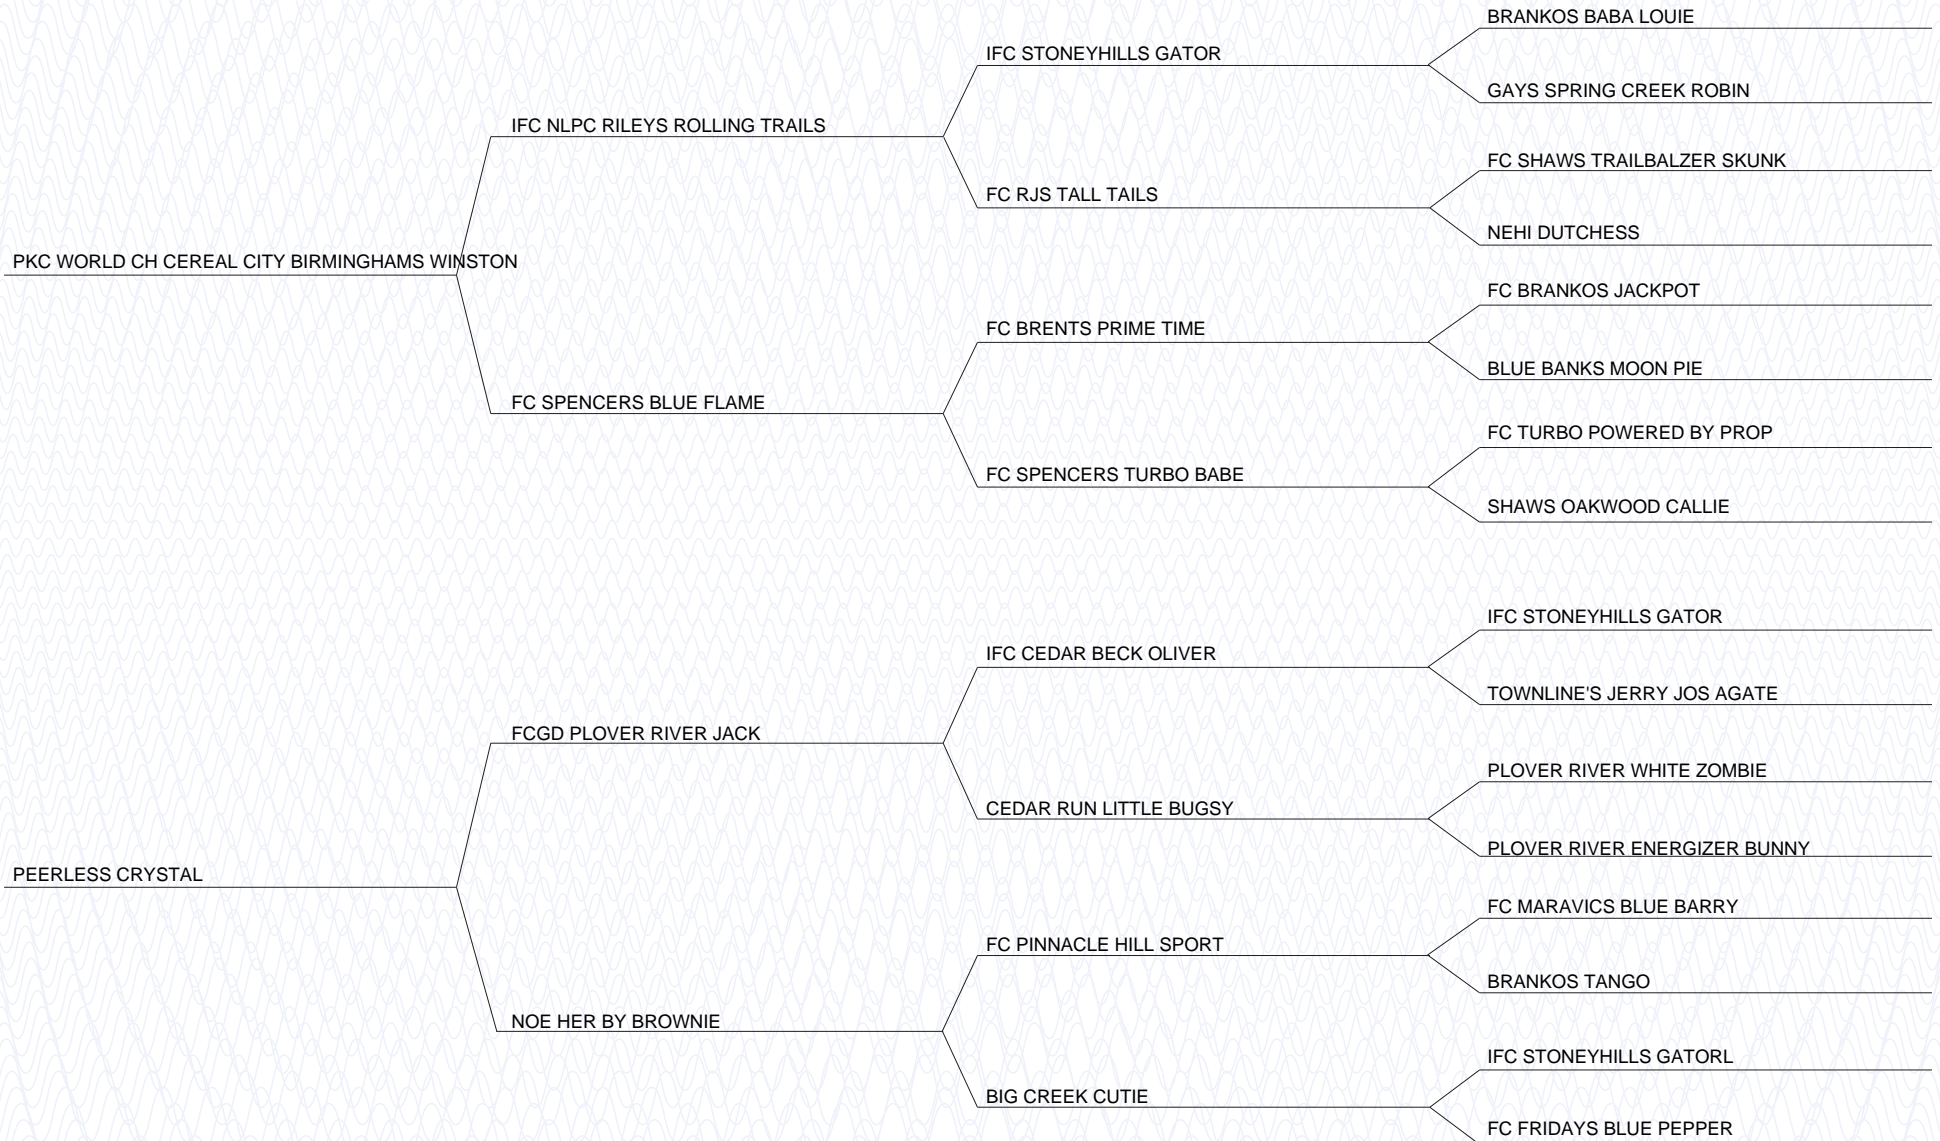 BRANKOS BABA LOUIE
IFC STONEYHILLS GATOR
GAYS SPRING CREEK ROBIN
IFC NLPC RILEYS ROLLING TRAILS
FC SHAWS TRAILBALZER SKUNK
FC RJS TALL TAILS
NEHI DUTCHESS
PKC WORLD CH CEREAL CITY BIRMINGHAMS WINSTON
FC BRANKOS JACKPOT
FC BRENTS PRIME TIME
BLUE BANKS MOON PIE
FC SPENCERS BLUE FLAME
FC TURBO POWERED BY PROP
FC SPENCERS TURBO BABE
SHAWS OAKWOOD CALLIE
IFC STONEYHILLS GATOR
IFC CEDAR BECK OLIVER
TOWNLINE'S JERRY JOS AGATE
FCGD PLOVER RIVER JACK
PLOVER RIVER WHITE ZOMBIE
CEDAR RUN LITTLE BUGSY
PLOVER RIVER ENERGIZER BUNNY
PEERLESS CRYSTAL
FC MARAVICS BLUE BARRY
FC PINNACLE HILL SPORT
BRANKOS TANGO
NOE HER BY BROWNIE
IFC STONEYHILLS GATORL
BIG CREEK CUTIE
FC FRIDAYS BLUE PEPPER